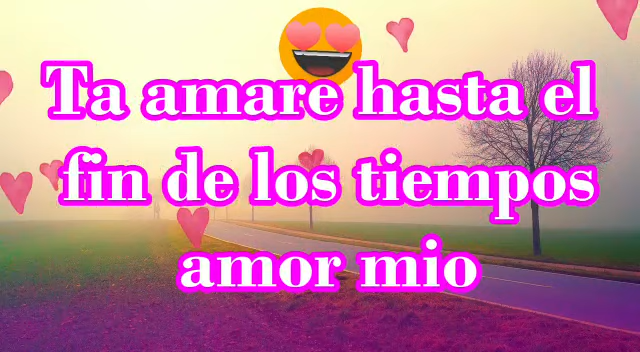 Ta amare hasta el
fin de los tiempos
amor mio